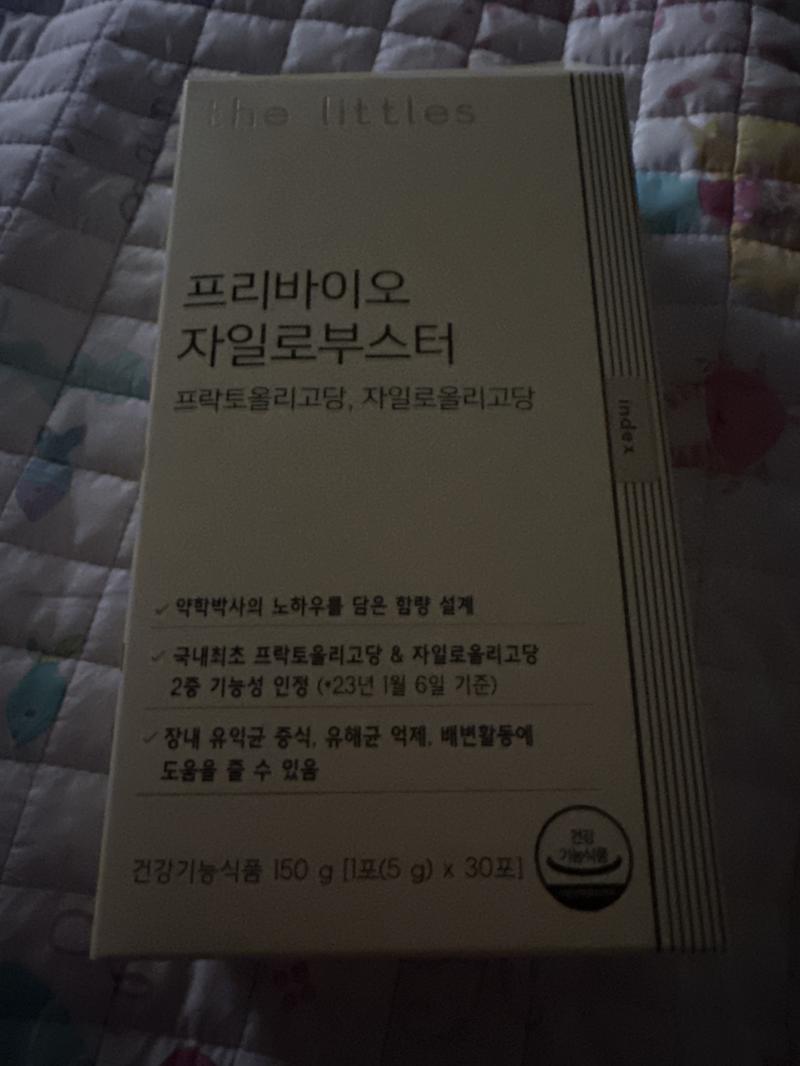 the littles
프리바이오
자일로부스터
프락토올리고당, 자일로올리고당
index
✓ 약학박사의 노하우를 담은 함량 설계
✓ 국내최초 프락토올리고당 & 자일로올리고당
2중 기능성 인정 (*23년 1월 6일 기준)
✓ 장내 유익균 증식, 유해균 억제, 배변활동에
도움을 줄 수 있음
건강기능식품 150 g [1포(5 g) x 30포]
건강
기능식품